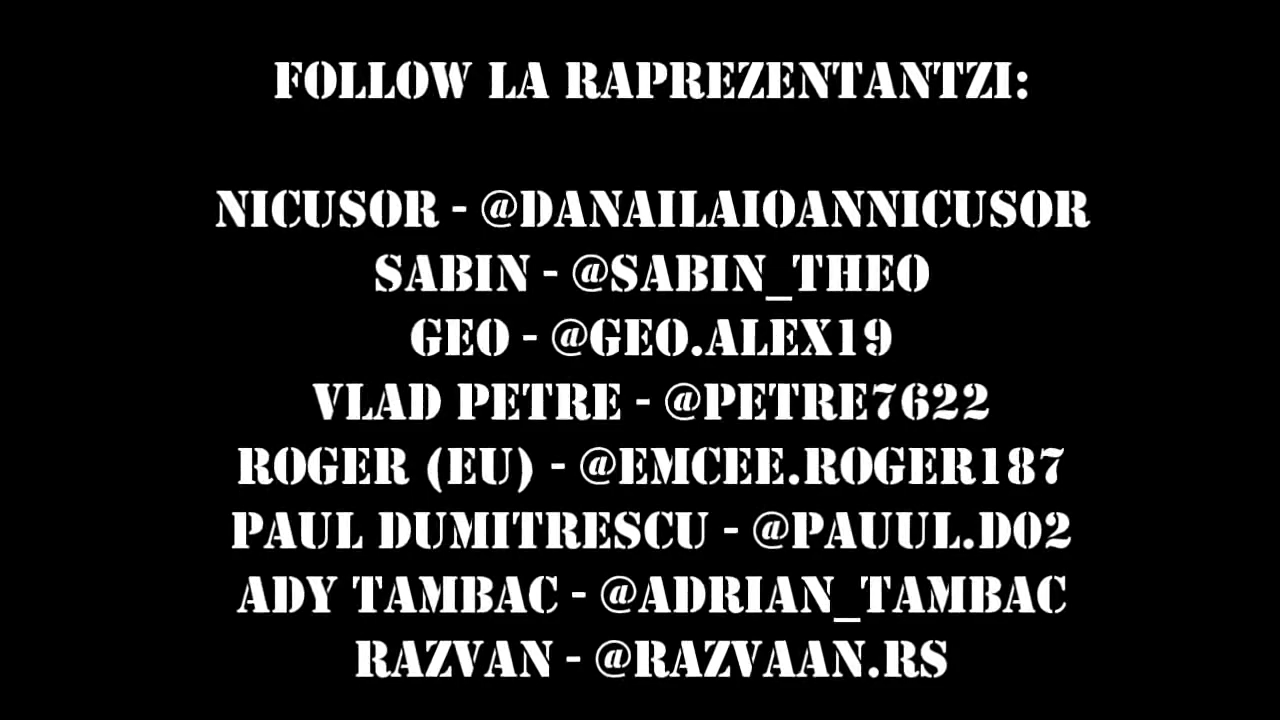 FOLLOW LA RAPREZENTANTZI:
NICUSOR - @DANAILAIOANNICUSOR
SABIN - @SABIN_THEO
GEO - @GEO.ALEX19
VLAD PETRE - @PETRE7622
ROGER (EU) - @EMCEE.ROGER187
PAUL DUMITRESCU - @PAUUL.D02
ADY TAMBAC - @ADRIAN_TAMBAC
RAZVAN - @RAZVAAN.RS